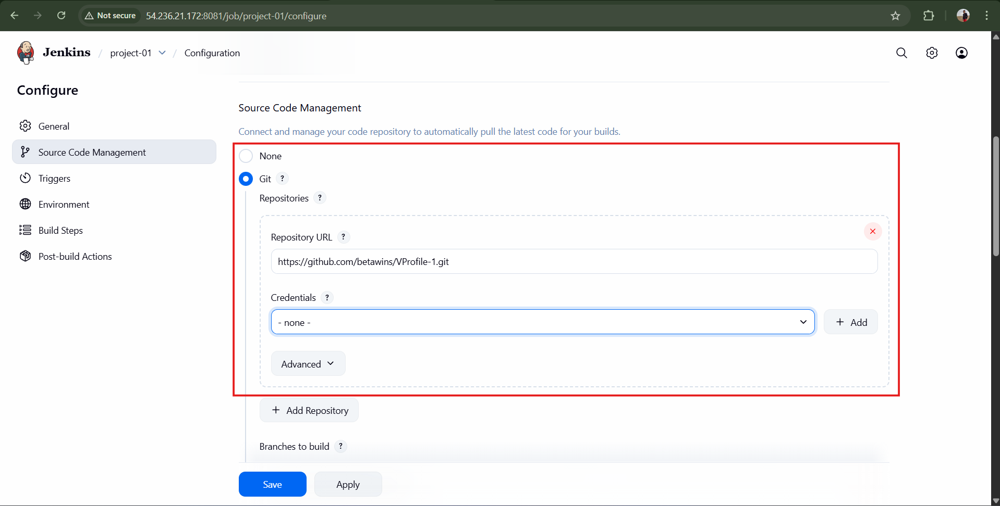 Not secure 54.236.21.172:8081/job/project-01/configure
Jenkins / project-01 / Configuration
Configure
General
Source Code Management
Triggers
Environment
Build Steps
Post-build Actions
Source Code Management
Connect and manage your code repository to automatically pull the latest code for your builds.
None
Git ?
Repositories ?
Repository URL ?
https://github.com/betawins/VProfile-1.git
Credentials ?
- none -
+ Add
Advanced
+ Add Repository
Branches to build ?
Save
Apply